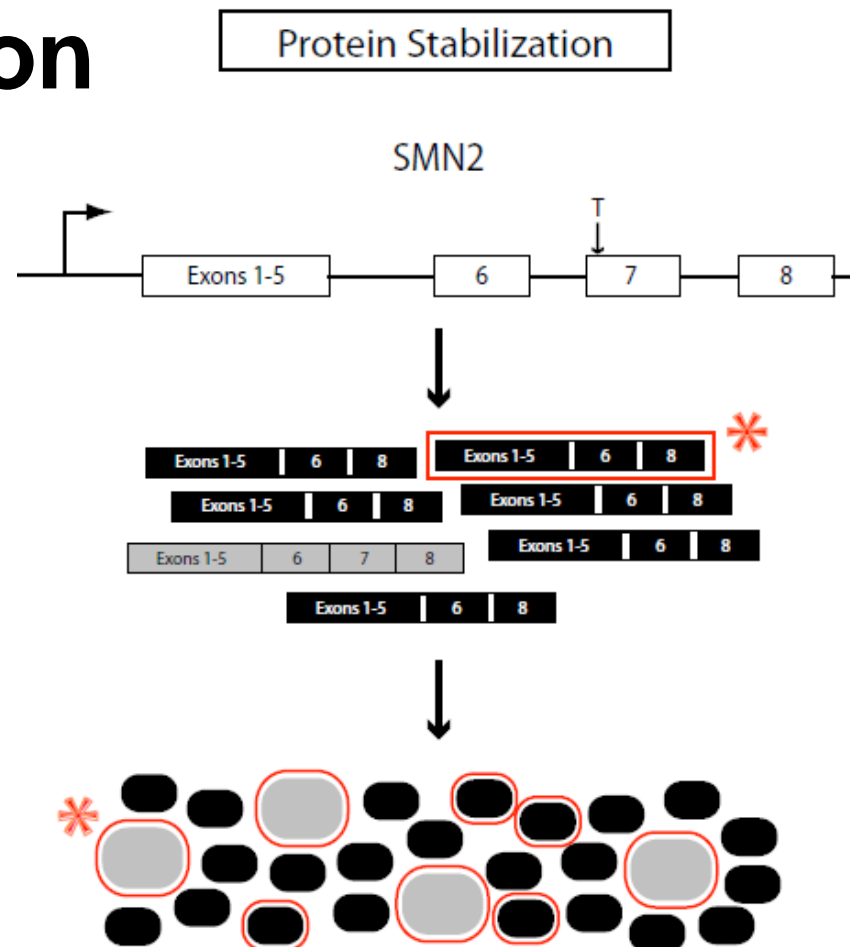 on
Protein Stabilization
SMN2
T
Exons 1-5 6 7 8
Exons 1-5 6 8
Exons 1-5 6 8 *
Exons 1-5 6 8
Exons 1-5 6 8
Exons 1-5 6 7 8
Exons 1-5 6 8
Exons 1-5 6 8
*